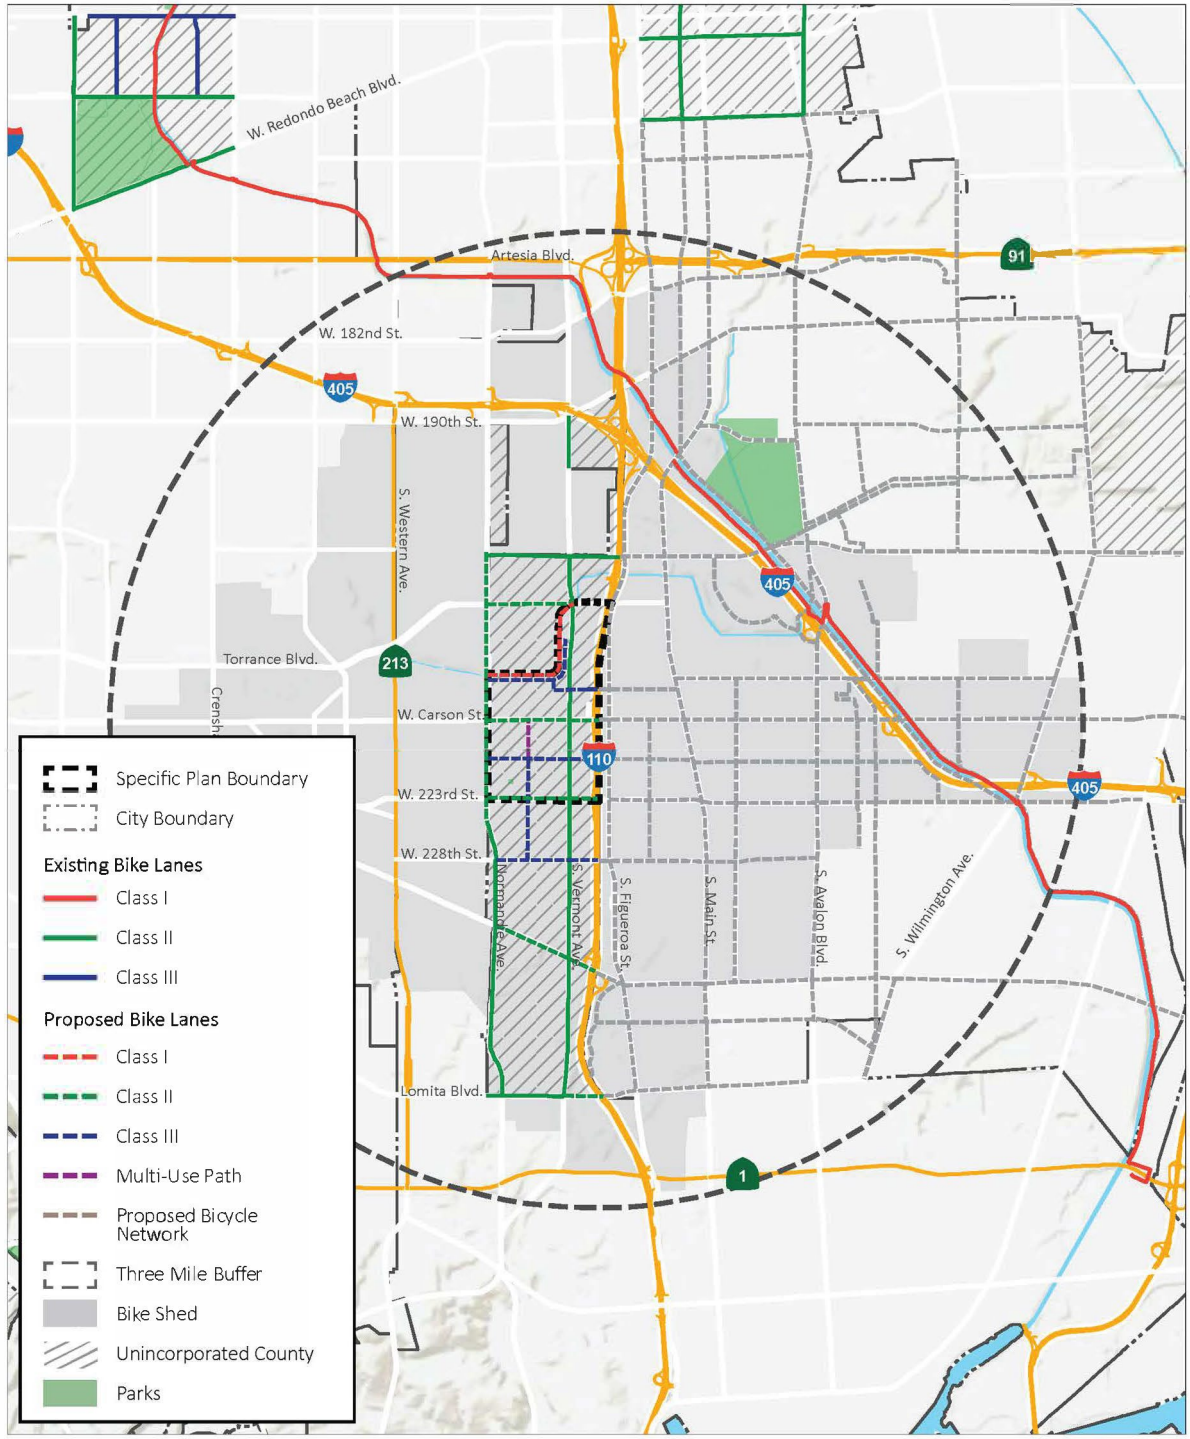 W. Redondo Beach Blvd.
Artesia Blvd.
91
W. 182nd St.
405
W. 190th St.
S. Western Ave.
405
Torrance Blvd.
213
Crensh
W. Carson St.
110
405
W. 223rd St.
W. 228th St.
Normandie Ave.
S. Vermont Ave.
S. Figueroa St.
S. Main St.
S. Avalon Blvd.
S. Wilmington Ave.
Lomita Blvd.
1
Specific Plan Boundary
City Boundary
Existing Bike Lanes
Class I
Class II
Class III
Proposed Bike Lanes
Class I
Class II
Class III
Multi-Use Path
Proposed Bicycle
Network
Three Mile Buffer
Bike Shed
Unincorporated County
Parks